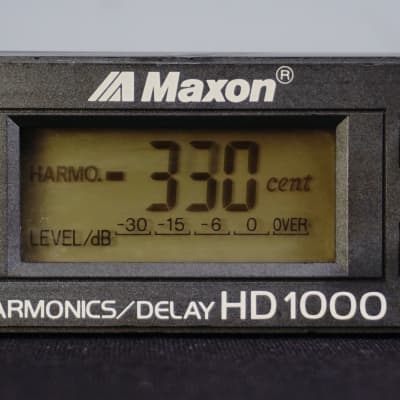 Maxon®
HARMO. - 330 cent
LEVEL/dB -30 -15 -6 0 OVER
ARMONICS/DELAY HD1000